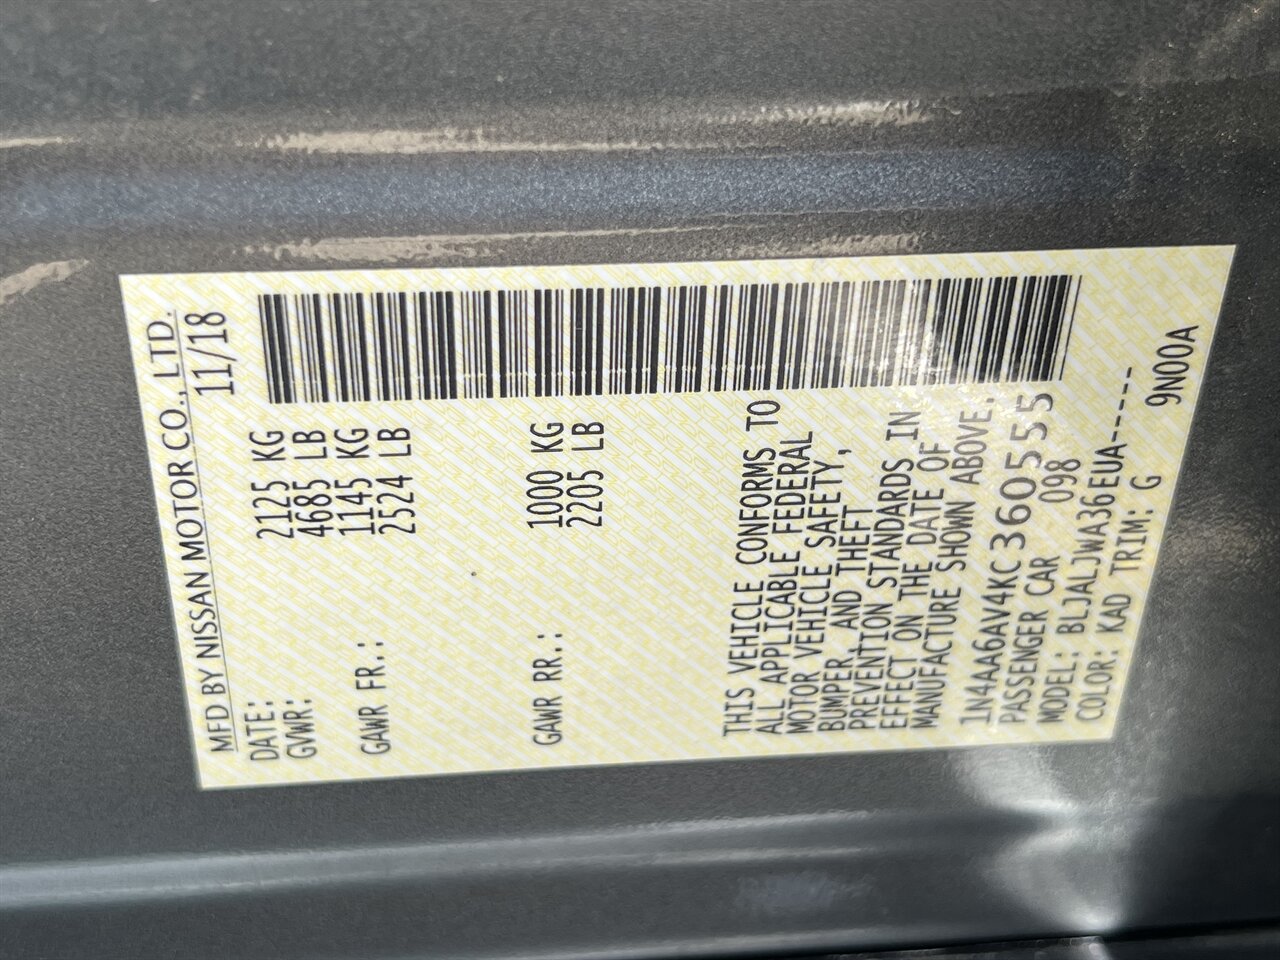 MFD BY NISSAN MOTOR CO., LTD.
DATE: 11/18
GVWR: 2125 KG
4685 LB
GAWR FR.: 1145 KG
2524 LB
GAWR RR.: 1000 KG
2205 LB
THIS VEHICLE CONFORMS TO
ALL APPLICABLE FEDERAL
MOTOR VEHICLE SAFETY,
BUMPER, AND THEFT
PREVENTION STANDARDS IN
EFFECT ON THE DATE OF
MANUFACTURE SHOWN ABOVE.
1N4AA6AV4KC360555
PASSENGER CAR 098
MODEL: BLJALJWA36EUA-----
COLOR: KAD TRIM: G 9N00A